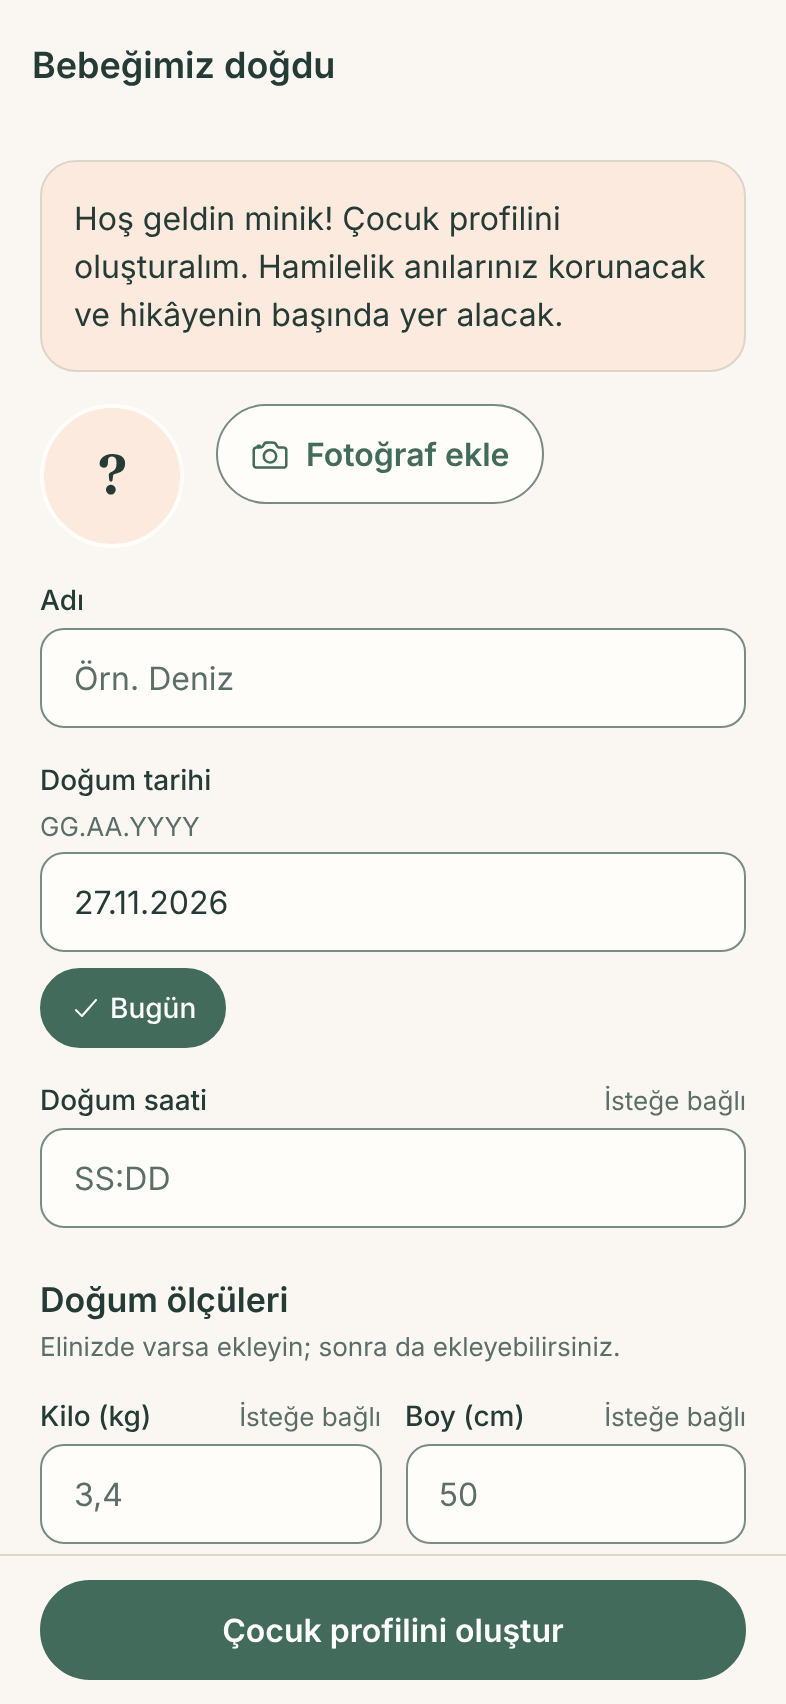 Bebeğimiz doğdu
Hoş geldin minik! Çocuk profilini
oluşturalım. Hamilelik anılarınız korunacak
ve hikâyenin başında yer alacak.
?
Fotoğraf ekle
Adı
Örn. Deniz
Doğum tarihi
GG.AA.YYYY
27.11.2026
Bugün
Doğum saati İsteğe bağlı
SS:DD
Doğum ölçüleri
Elinizde varsa ekleyin; sonra da ekleyebilirsiniz.
Kilo (kg) İsteğe bağlı Boy (cm) İsteğe bağlı
3,4 50
Çocuk profilini oluştur